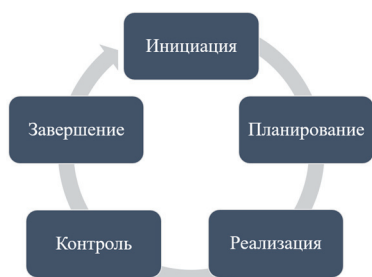 Инициация
Планирование
Реализация
Контроль
Завершение